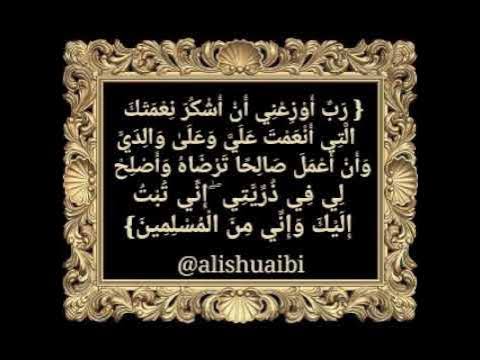 { رَبِّ أَوْزِعْنِي أَنْ أَشْكُرَ نِعْمَتَكَ
الَّتِي أَنْعَمْتَ عَلَيَّ وَعَلَىٰ وَالِدَيَّ
وَأَنْ أَعْمَلَ صَالِحًا تَرْضَاهُ وَأَصْلِحْ
لِي فِي ذُرِّيَّتِي ۖ إِنِّي تُبْتُ
إِلَيْكَ وَإِنِّي مِنَ الْمُسْلِمِينَ}
@alishuaibi